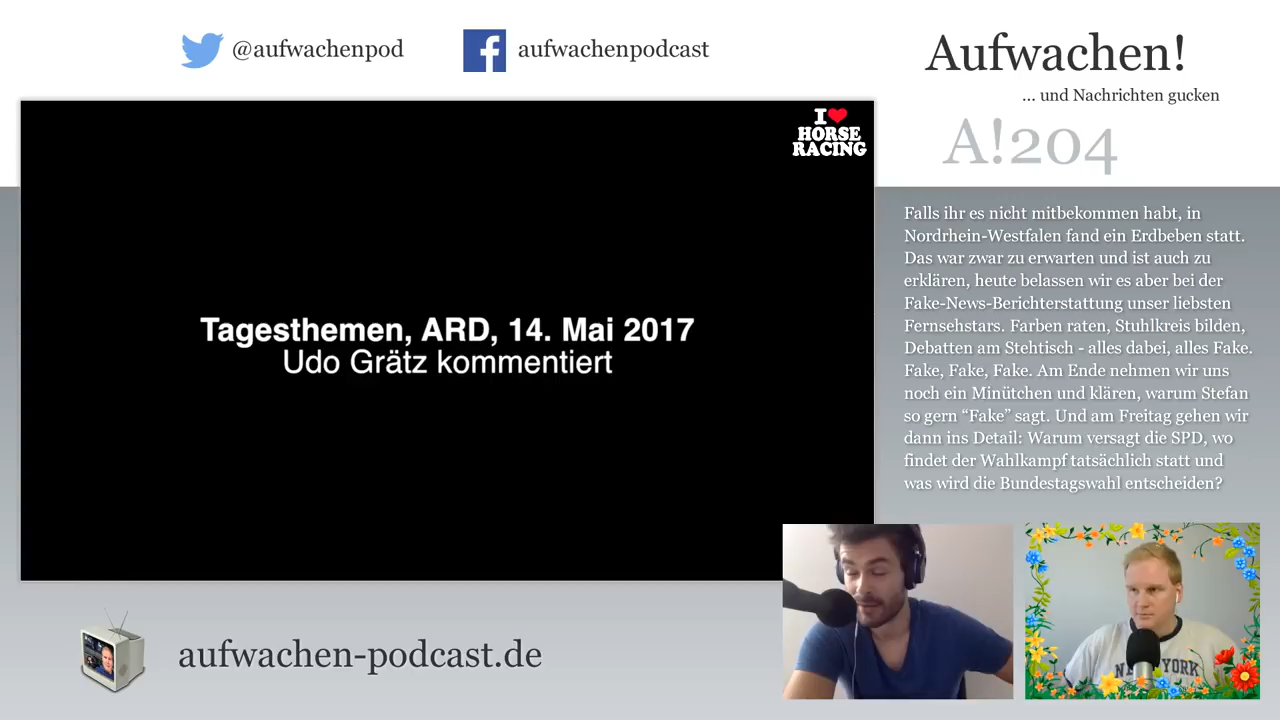 @aufwachenpod
aufwachenpodcast
Aufwachen!
... und Nachrichten gucken
A!204
I
HORSE
RACING
Tagesthemen, ARD, 14. Mai 2017
Udo Grätz kommentiert
Falls ihr es nicht mitbekommen habt, in
Nordrhein-Westfalen fand ein Erdbeben statt.
Das war zwar zu erwarten und ist auch zu
erklären, heute belassen wir es aber bei der
Fake-News-Berichterstattung unser liebsten
Fernsehstars. Farben raten, Stuhlkreis bilden,
Debatten am Stehtisch - alles dabei, alles Fake.
Fake, Fake, Fake. Am Ende nehmen wir uns
noch ein Minütchen und klären, warum Stefan
so gern “Fake” sagt. Und am Freitag gehen wir
dann ins Detail: Warum versagt die SPD, wo
findet der Wahlkampf tatsächlich statt und
was wird die Bundestagswahl entscheiden?
aufwachen-podcast.de
NEW YORK